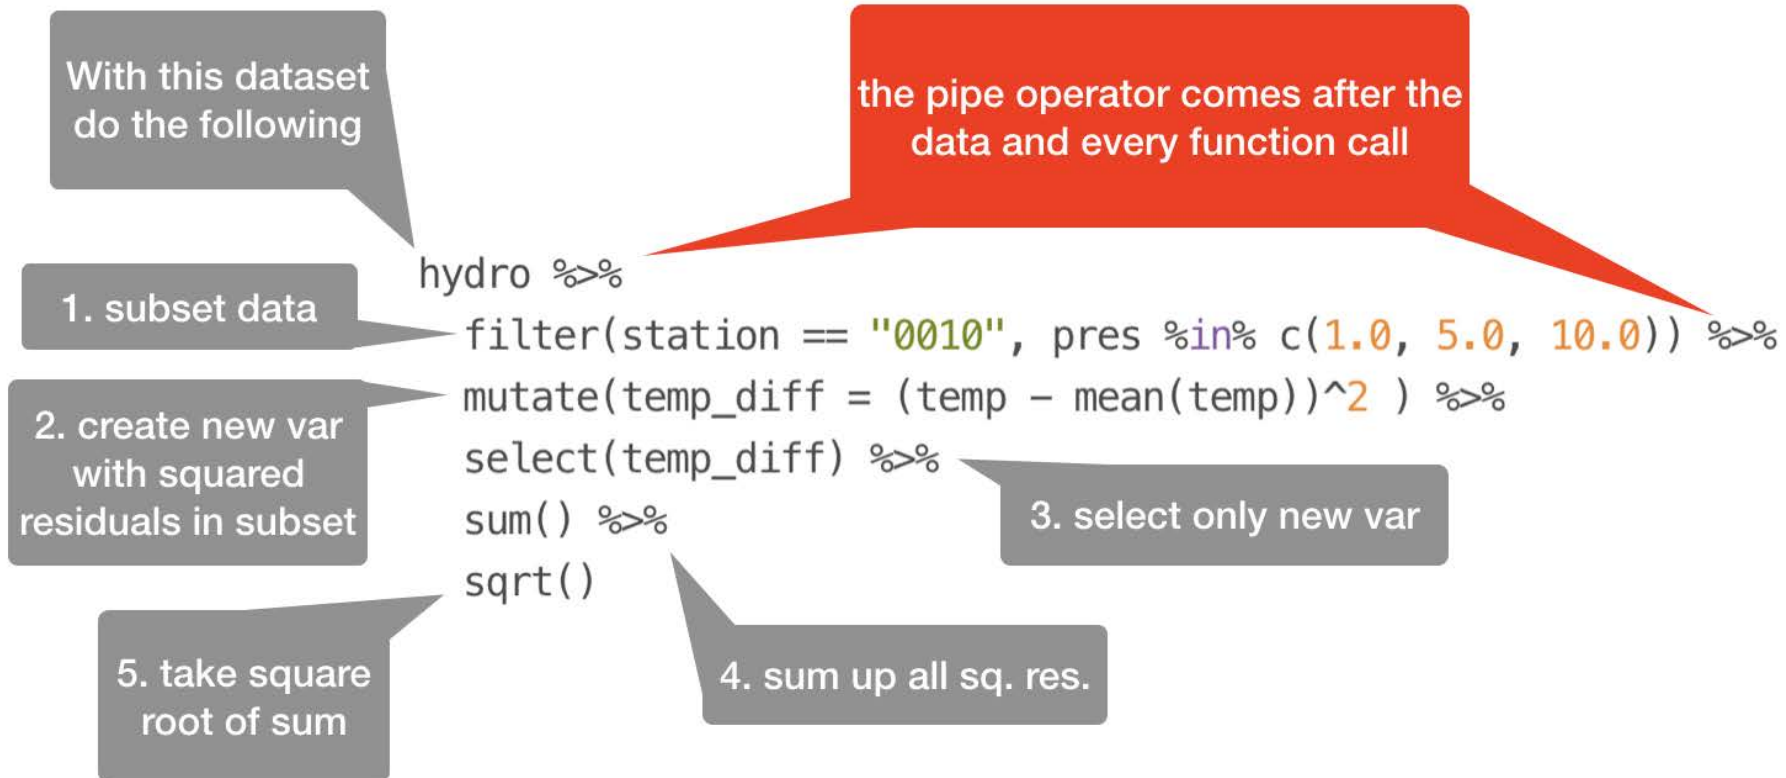 With this dataset
do the following
the pipe operator comes after the
data and every function call
hydro %>%
1. subset data
filter(station == "0010", pres %in% c(1.0, 5.0, 10.0)) %>%
2. create new var
with squared
residuals in subset
mutate(temp_diff = (temp – mean(temp))^2 ) %>%
select(temp_diff) %>%
3. select only new var
sum() %>%
4. sum up all sq. res.
sqrt()
5. take square
root of sum